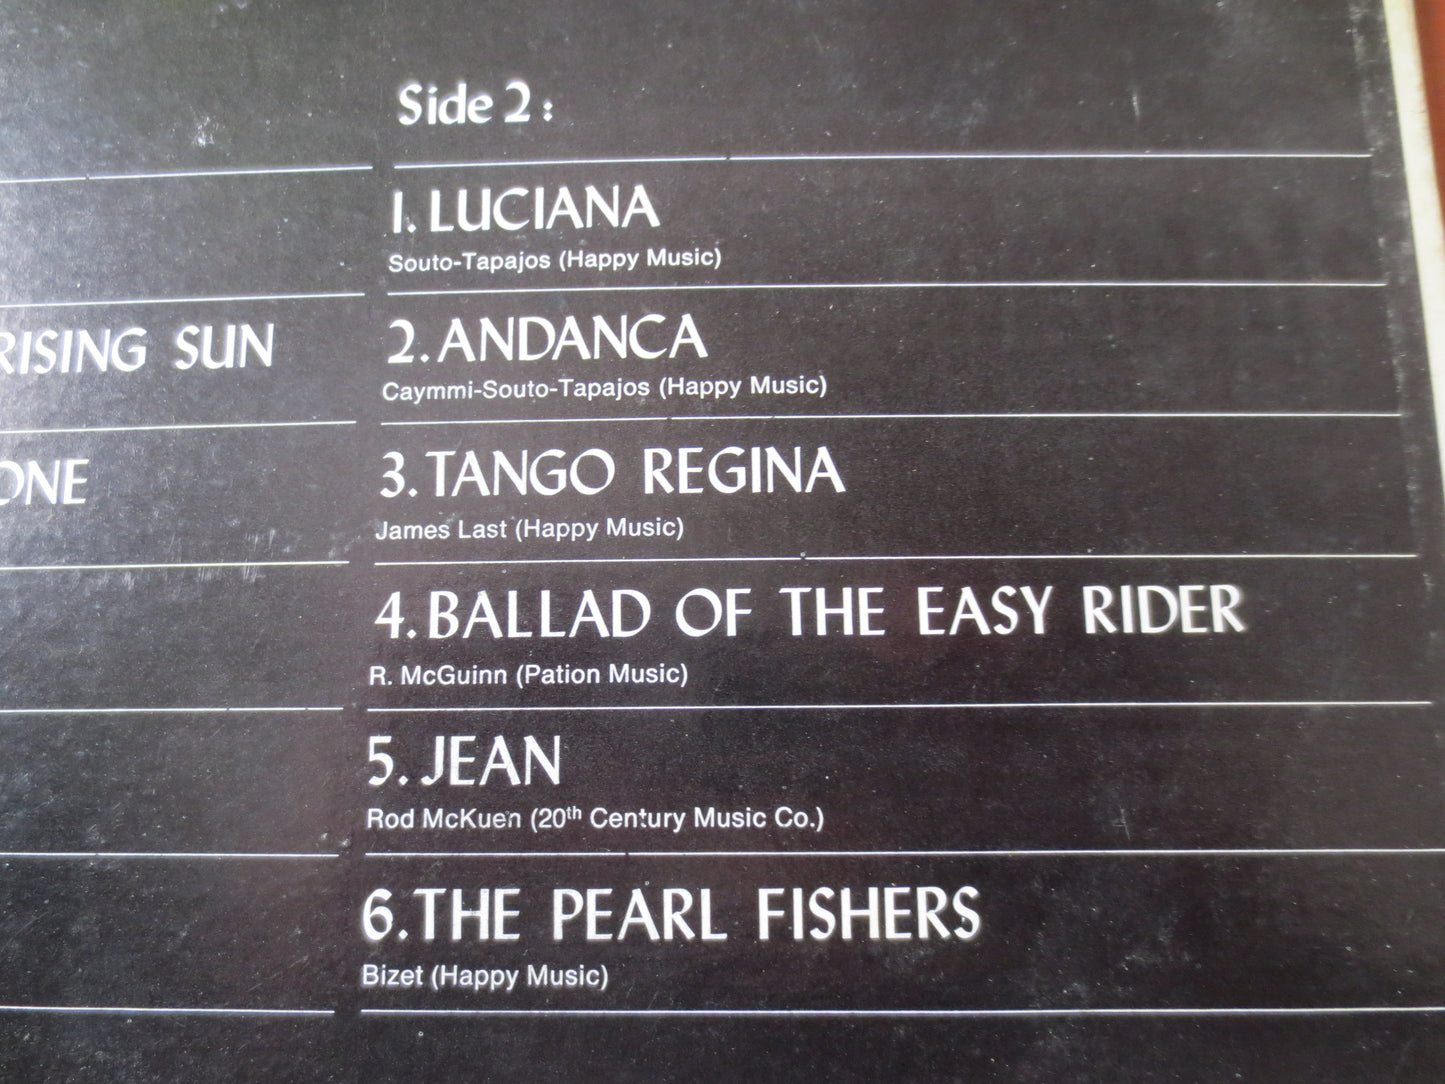 RISING SUN
ONE
Side 2:
1. LUCIANA
Souto-Tapajos (Happy Music)
2. ANDANCA
Caymmi-Souto-Tapajos (Happy Music)
3. TANGO REGINA
James Last (Happy Music)
4. BALLAD OF THE EASY RIDER
R. McGuinn (Pation Music)
5. JEAN
Rod McKuen (20th Century Music Co.)
6. THE PEARL FISHERS
Bizet (Happy Music)